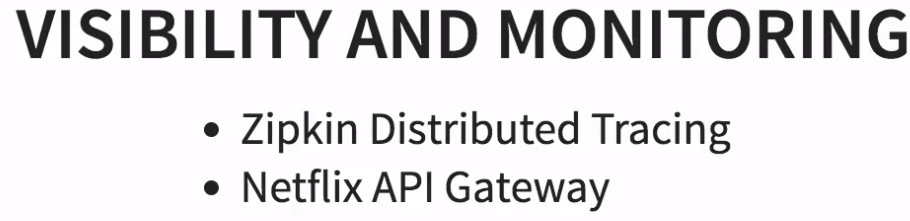 VISIBILITY AND MONITORING
• Zipkin Distributed Tracing
• Netflix API Gateway